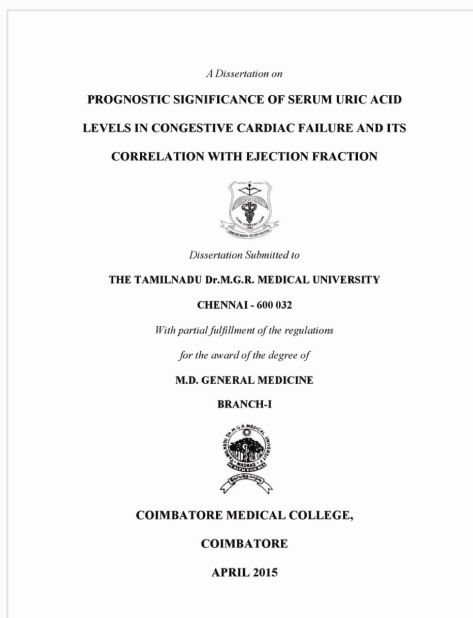 A Dissertation on
PROGNOSTIC SIGNIFICANCE OF SERUM URIC ACID
LEVELS IN CONGESTIVE CARDIAC FAILURE AND ITS
CORRELATION WITH EJECTION FRACTION
Dissertation Submitted to
THE TAMILNADU Dr.M.G.R. MEDICAL UNIVERSITY
CHENNAI - 600 032
With partial fulfillment of the regulations
for the award of the degree of
M.D. GENERAL MEDICINE
BRANCH-I
COIMBATORE MEDICAL COLLEGE,
COIMBATORE
APRIL 2015